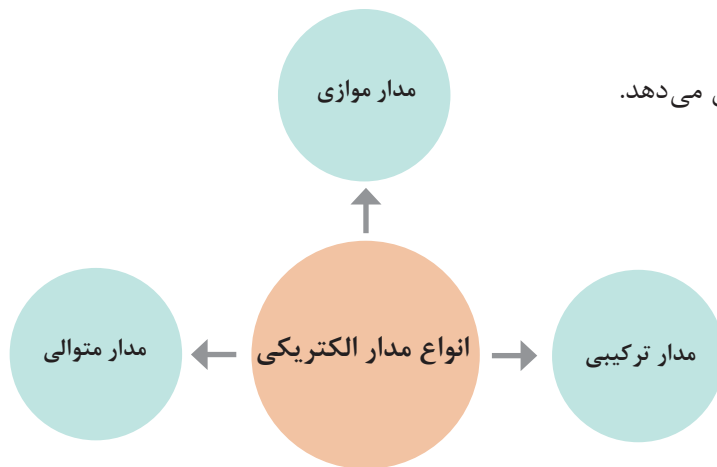 می‌دهد.
مدار موازی
انواع مدار الکتریکی
مدار ترکیبی
مدار متوالی